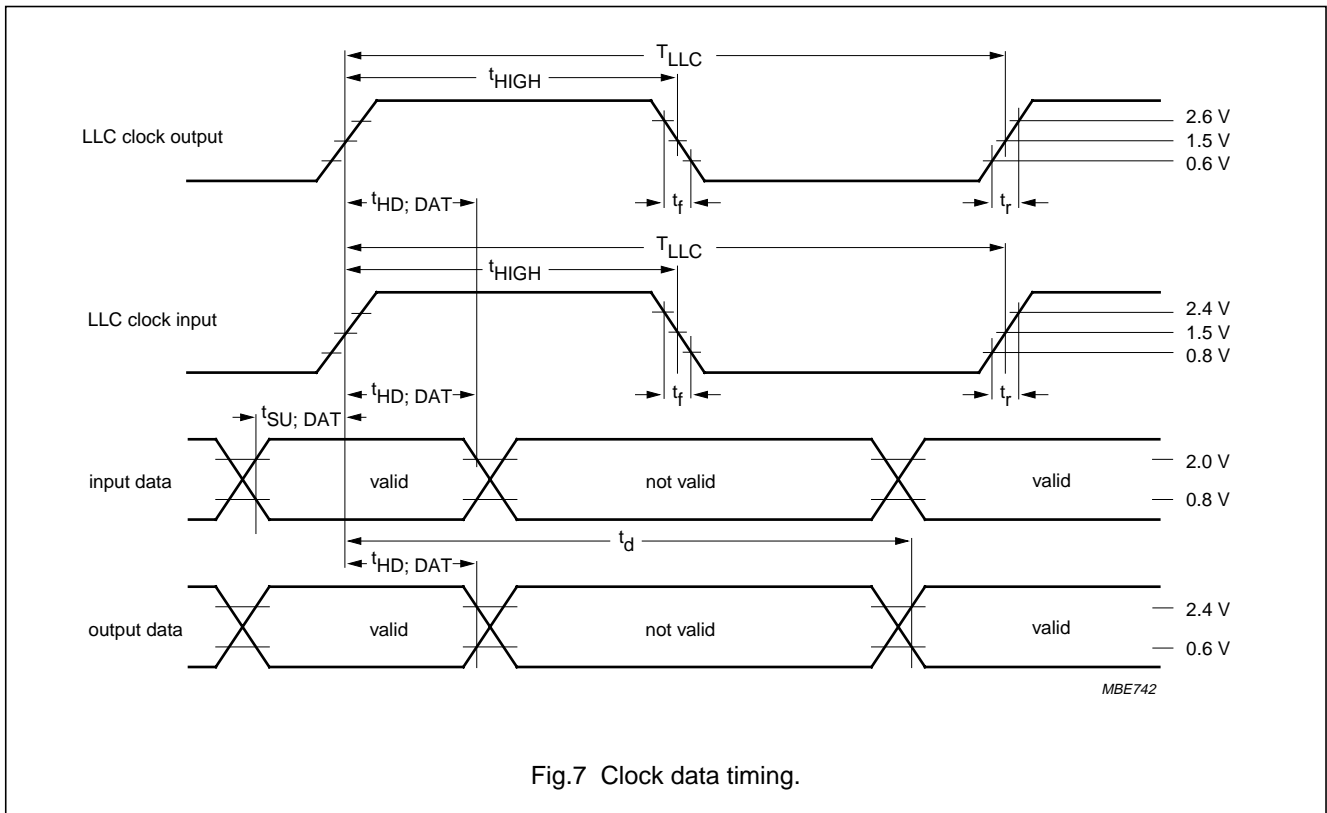 T_LLC
t_HIGH
LLC clock output
2.6 V
1.5 V
0.6 V
t_HD; DAT
t_f
t_r
T_LLC
t_HIGH
LLC clock input
2.4 V
1.5 V
0.8 V
t_HD; DAT
t_f
t_r
t_SU; DAT
input data
valid
not valid
valid
2.0 V
0.8 V
t_d
t_HD; DAT
output data
valid
not valid
valid
2.4 V
0.6 V
MBE742
Fig.7 Clock data timing.